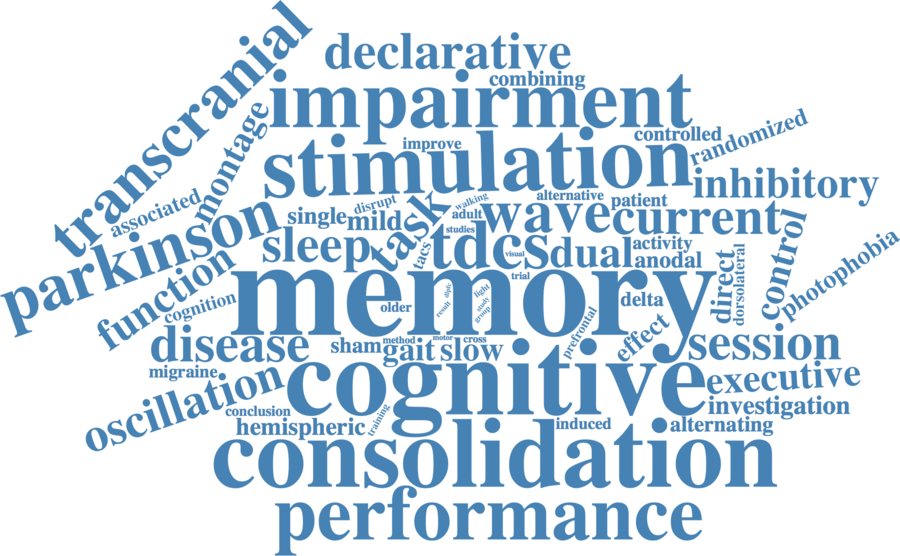 transcranial
declarative
combining
impairment
montage
controlled
randomized
improve
stimulation
inhibitory
associated
parkinson
single
mild
disrupt
task
walking
adult
studies
alternative
patient
wave
current
control
sleep
tacs
tdcs
visual
dual
activity
anodal
direct
dorsolateral
photophobia
function
cognition
memory
trial
older
dlpfc
result
light
study
group
delta
prefrontal
effect
disease
sham
method
gait
motor
cross
slow
session
migraine
oscillation
cognitive
executive
conclusion
hemispheric
training
induced
investigation
alternating
consolidation
performance